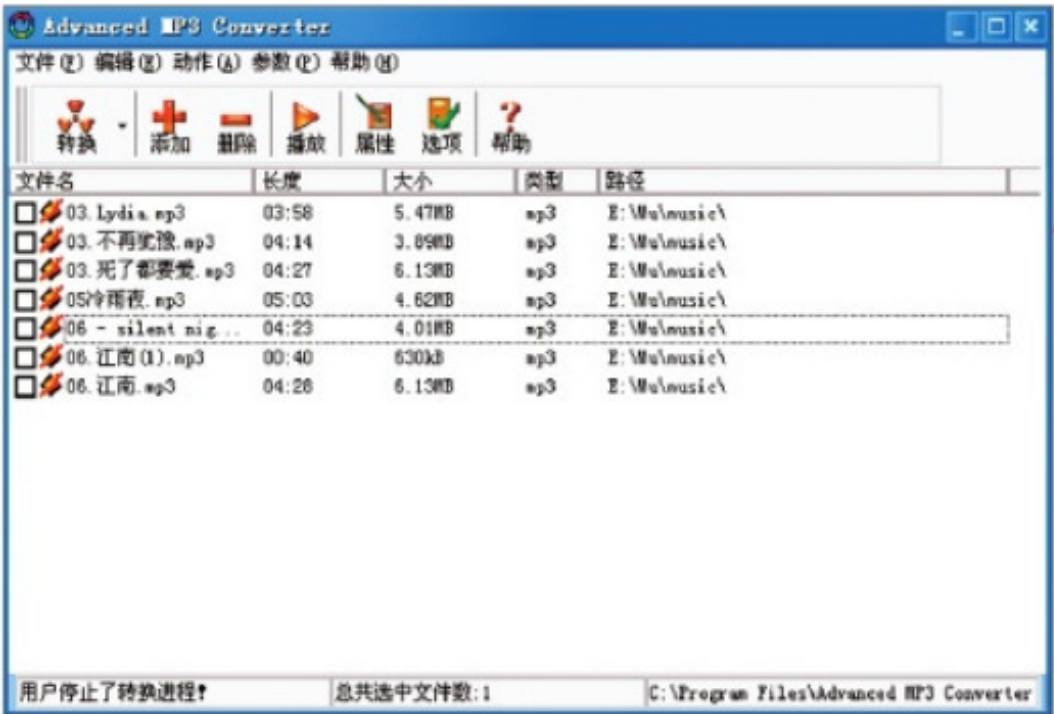 Advanced MP3 Converter
文件(F) 编辑(E) 动作(A) 参数(P) 帮助(H)
转换 添加 删除 播放 属性 选项 帮助
文件名 长度 大小 类型 路径
03. Lydia.mp3 03:58 5.47MB mp3 E:\Wu\music\
03. 不再犹豫.mp3 04:14 3.89MB mp3 E:\Wu\music\
03. 死了都要爱.mp3 04:27 6.13MB mp3 E:\Wu\music\
05冷雨夜.mp3 05:03 4.62MB mp3 E:\Wu\music\
06 - silent nig... 04:23 4.01MB mp3 E:\Wu\music\
06. 江南(1).mp3 00:40 630kB mp3 E:\Wu\music\
06. 江南.mp3 04:28 6.13MB mp3 E:\Wu\music\
用户停止了转换进程! 总共选中文件数:1 C:\Program Files\Advanced MP3 Converter